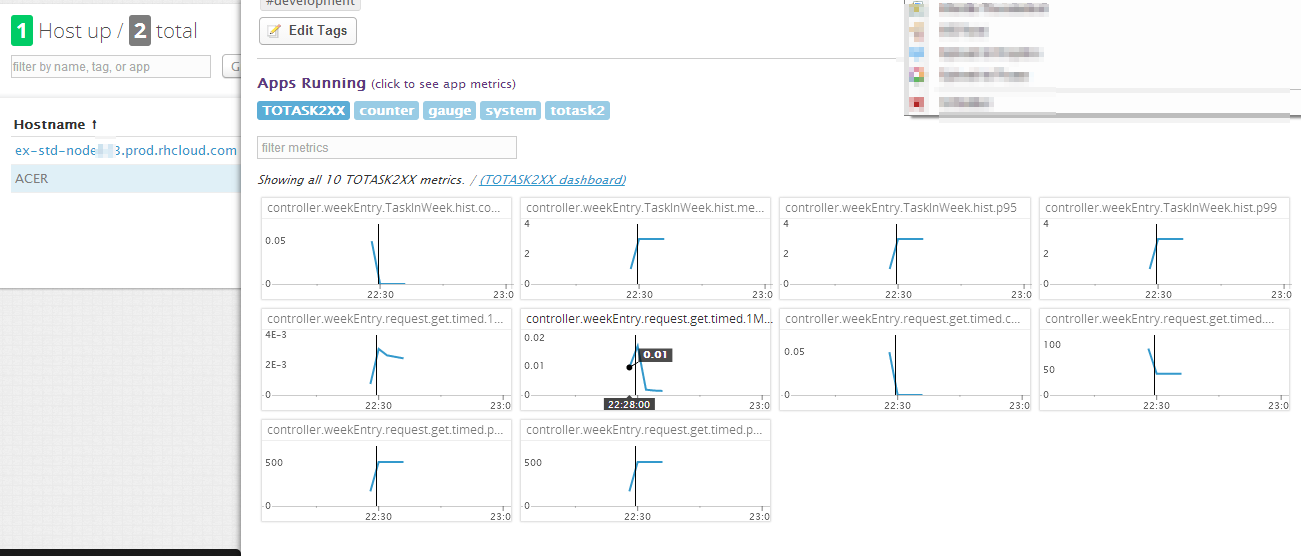 1 Host up / 2 total
filter by name, tag, or app
G
Hostname ↑
ex-std-node
3.prod.rhcloud.com
ACER
#development
Edit Tags
Apps Running (click to see app metrics)
TOTASK2XX counter gauge system totask2
filter metrics
Showing all 10 TOTASK2XX metrics. / (TOTASK2XX dashboard)
controller.weekEntry.TaskInWeek.hist.co...
0.05
0
22:30
23:0
controller.weekEntry.TaskInWeek.hist.me...
4
2
0
22:30
23:0
controller.weekEntry.TaskInWeek.hist.p95
4
2
0
22:30
23:0
controller.weekEntry.TaskInWeek.hist.p99
4
2
0
22:30
23:0
controller.weekEntry.request.get.timed.1...
4E-3
2E-3
0
22:30
23:0
controller.weekEntry.request.get.timed.1M...
0.02
0.01
0.01
0
22:28:00
23:0
controller.weekEntry.request.get.timed.c...
0.05
0
22:30
23:0
controller.weekEntry.request.get.timed....
100
50
0
22:30
23:0
controller.weekEntry.request.get.timed.p...
500
0
22:30
23:0
controller.weekEntry.request.get.timed.p...
500
0
22:30
23:0